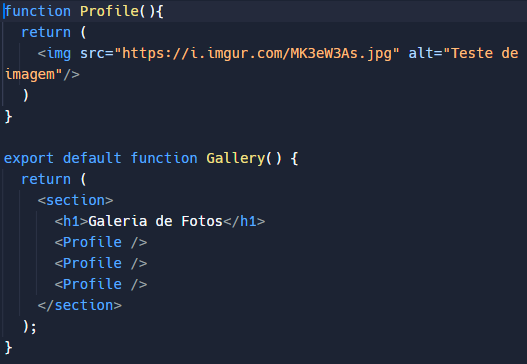 function Profile(){
  return (
    <img src="https://i.imgur.com/MK3eW3As.jpg" alt="Teste de
imagem"/>
  )
}

export default function Gallery() {
  return (
    <section>
      <h1>Galeria de Fotos</h1>
      <Profile />
      <Profile />
      <Profile />
    </section>
  );
}